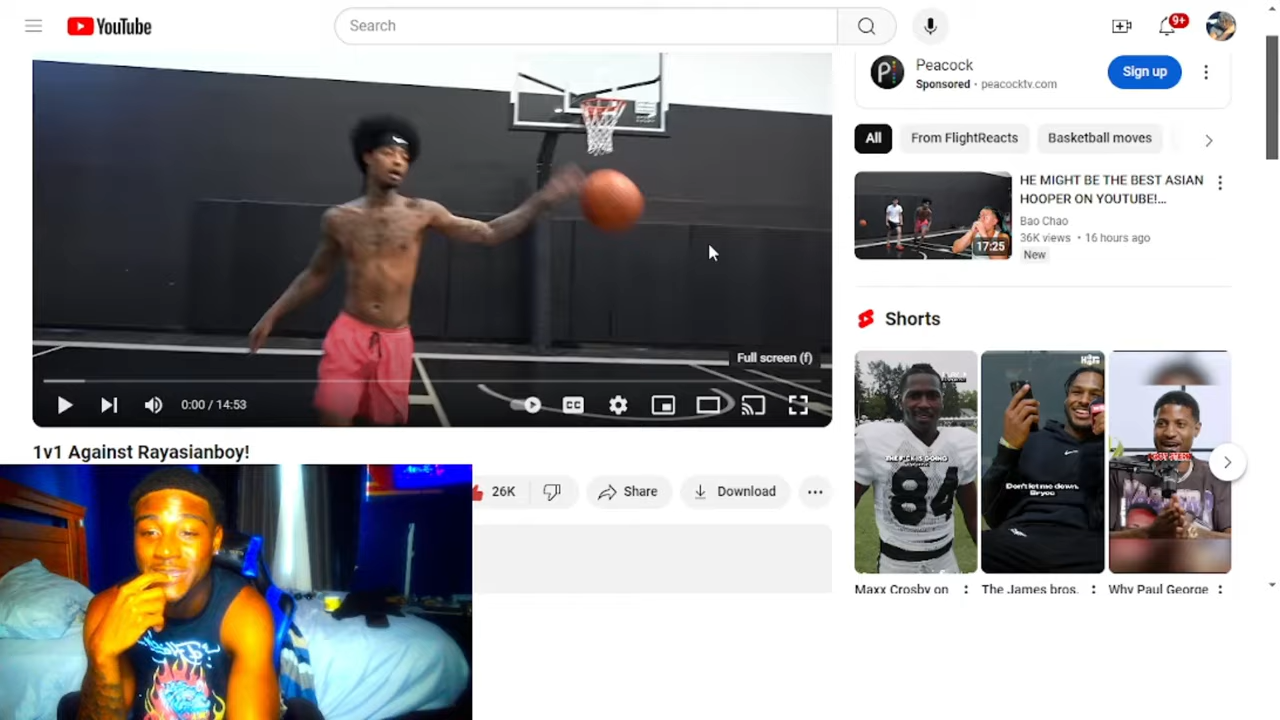 YouTube
Search
9+
Peacock
Sponsored · peacocktv.com
Sign up
All
From FlightReacts
Basketball moves
HE MIGHT BE THE BEST ASIAN
HOOPER ON YOUTUBE!...
Bao Chao
36K views · 16 hours ago
New
17:25
Full screen (f)
0:00 / 14:53
CC
1v1 Against Rayasianboy!
26K
Share
Download
Shorts
84
Don't let me down,
Bryce
Maxx Crosby on
The James bros.
Why Paul George